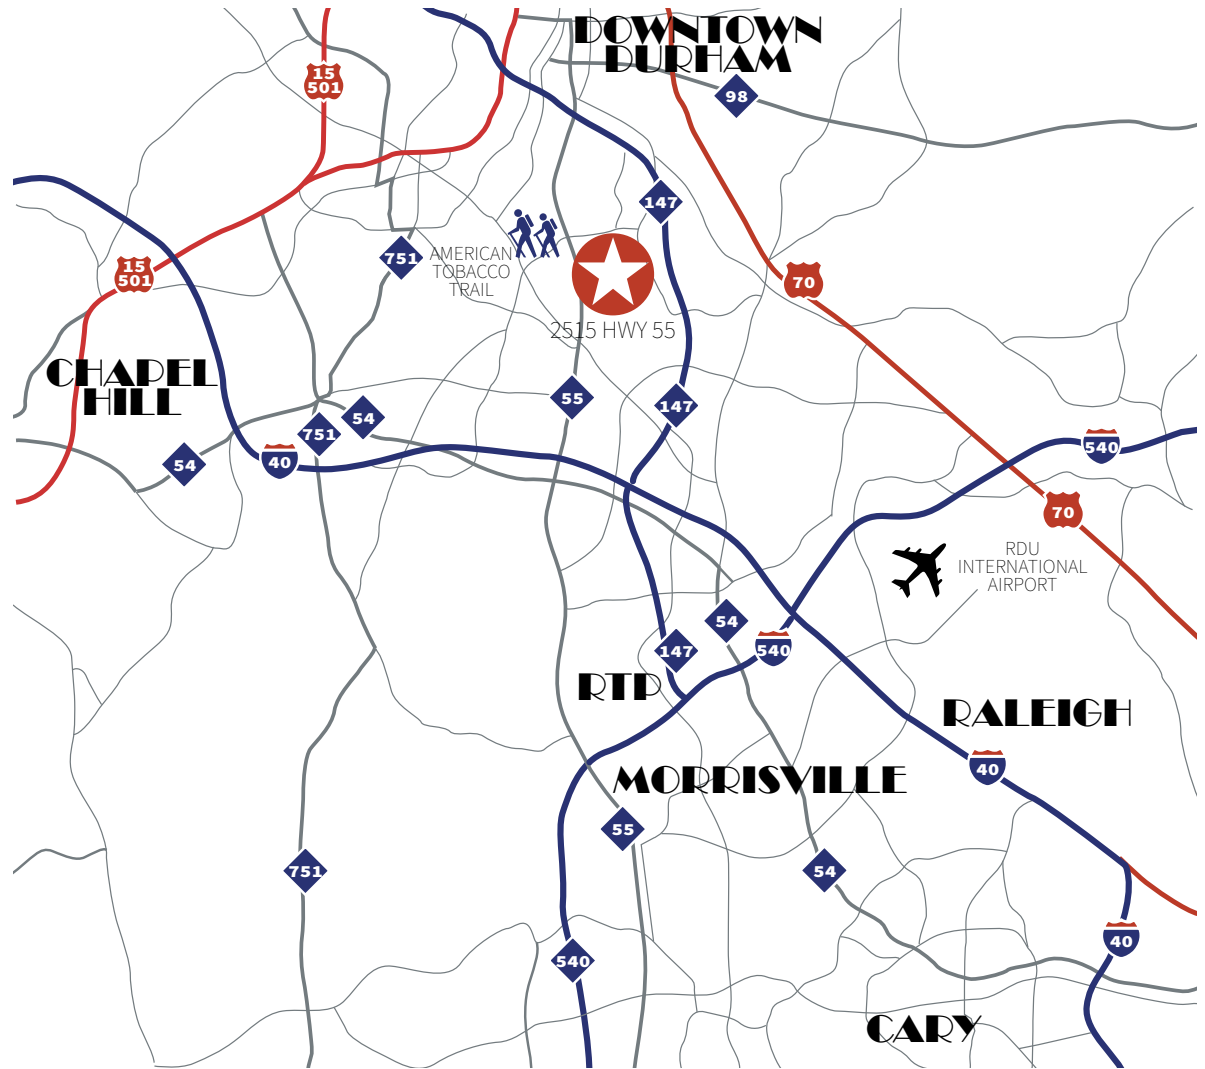 DOWNTOWN
DURHAM
15
501
98
147
751
AMERICAN
TOBACCO
TRAIL
15
501
70
2515 HWY 55
CHAPEL
HILL
55
147
54
751
54
40
540
70
RDU
INTERNATIONAL
AIRPORT
54
147
540
RTP
RALEIGH
40
MORRISVILLE
55
751
54
40
540
CARY